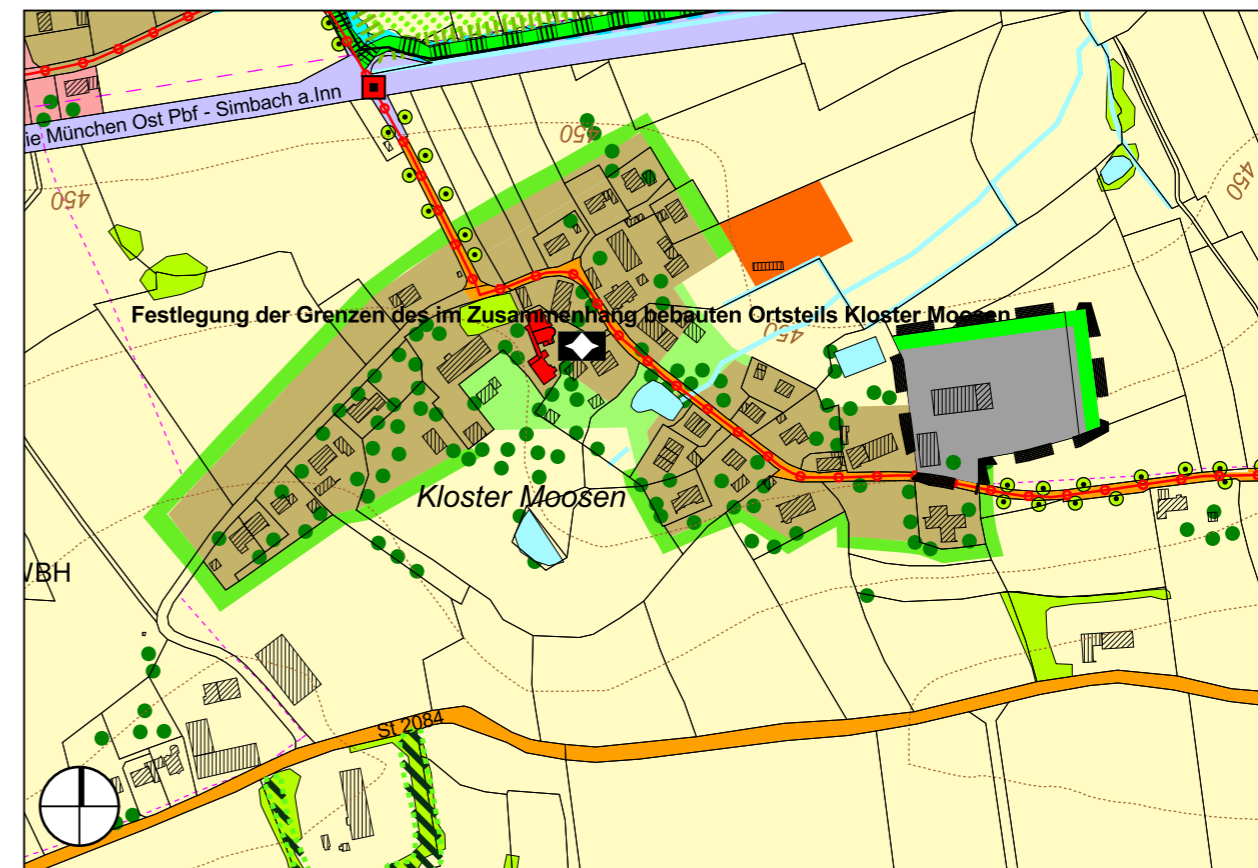 ie München Ost Pbf - Simbach a.Inn
450
450
450
Festlegung der Grenzen des im Zusammenhang bebauten Ortsteils Kloster Moosen
450
Kloster Moosen
WBH
St 2084